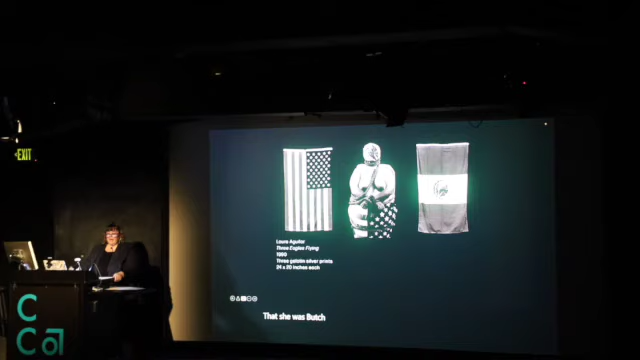 EXIT
Laura Aguilar
Three Eagles Flying
1990
Three gelatin silver prints
24 x 20 inches each
That she was Butch
C
C